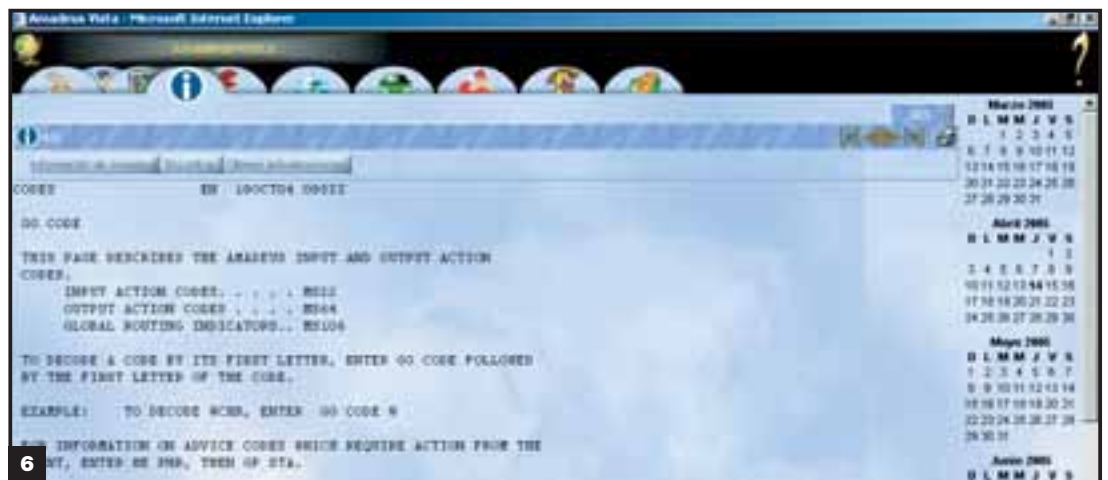 Amadeus Vista - Microsoft Internet Explorer
?
CODES EN 18OCT04
GO CODE
THIS PAGE DESCRIBES THE AMADEUS INPUT AND OUTPUT ACTION
CODES.
INPUT ACTION CODES. . . . . MS22
OUTPUT ACTION CODES . . . . MS64
GLOBAL ROUTING INDICATORS.. MS106
TO DECODE A CODE BY ITS FIRST LETTER, ENTER GO CODE FOLLOWED
BY THE FIRST LETTER OF THE CODE.
EXAMPLE: TO DECODE ENTER GO CODE
INFORMATION ON ADVICE CODES WHICH REQUIRE ACTION FROM THE
ENTER HE PNR, THEN GP STA.
6
Marzo 2005
D L M M J V S
1 2 3 4 5
6 7 8 9 10 11 12
13 14 15 16 17 18 19
20 21 22 23 24 25 26
27 28 29 30 31
Abril 2005
D L M M J V S
1 2
3 4 5 6 7 8 9
10 11 12 13 14 15 16
17 18 19 20 21 22 23
24 25 26 27 28 29 30
Mayo 2005
D L M M J V S
1 2 3 4 5 6 7
8 9 10 11 12 13 14
15 16 17 18 19 20 21
22 23 24 25 26 27 28
29 30 31
Junio 2005
D L M M J V S